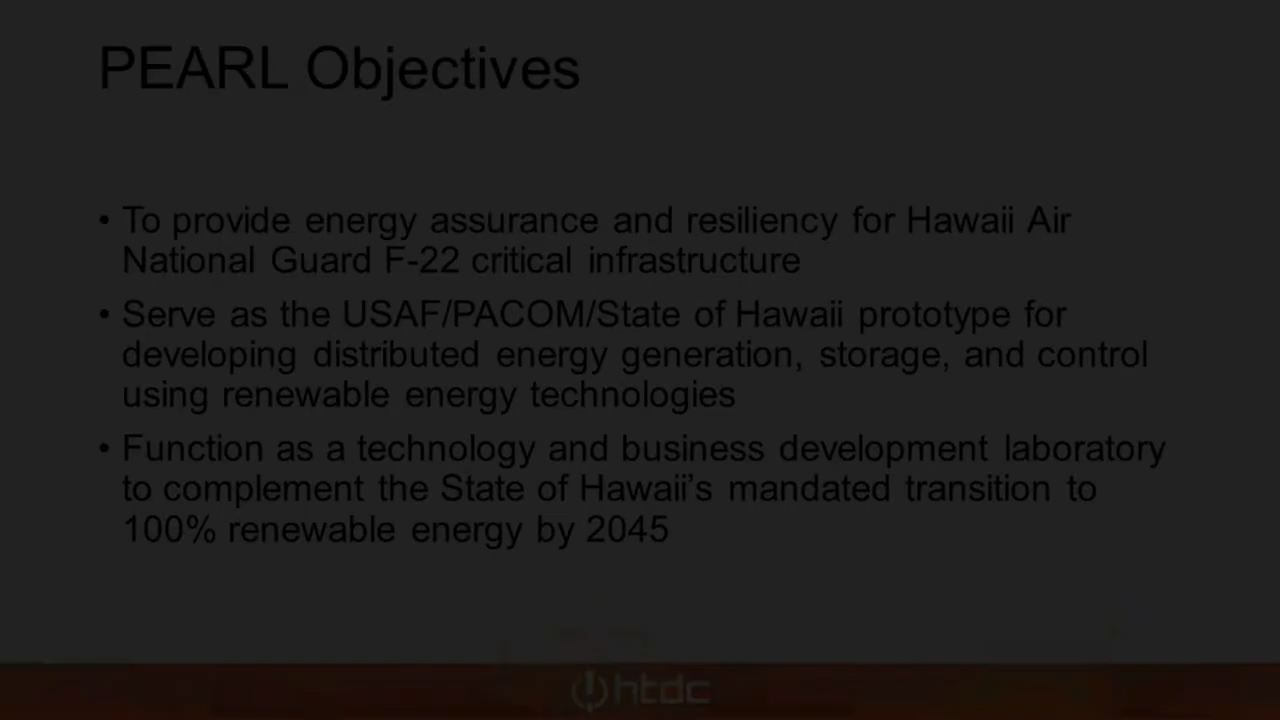 PEARL Objectives
• To provide energy assurance and resiliency for Hawaii Air
National Guard F-22 critical infrastructure
• Serve as the USAF/PACOM/State of Hawaii prototype for
developing distributed energy generation, storage, and control
using renewable energy technologies
• Function as a technology and business development laboratory
to complement the State of Hawaii’s mandated transition to
100% renewable energy by 2045
htdc